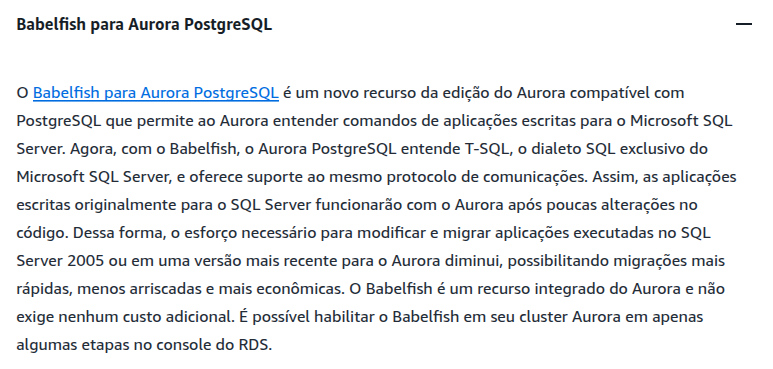 Babelfish para Aurora PostgreSQL
O Babelfish para Aurora PostgreSQL é um novo recurso da edição do Aurora compatível com
PostgreSQL que permite ao Aurora entender comandos de aplicações escritas para o Microsoft SQL
Server. Agora, com o Babelfish, o Aurora PostgreSQL entende T-SQL, o dialeto SQL exclusivo do
Microsoft SQL Server, e oferece suporte ao mesmo protocolo de comunicações. Assim, as aplicações
escritas originalmente para o SQL Server funcionarão com o Aurora após poucas alterações no
código. Dessa forma, o esforço necessário para modificar e migrar aplicações executadas no SQL
Server 2005 ou em uma versão mais recente para o Aurora diminui, possibilitando migrações mais
rápidas, menos arriscadas e mais econômicas. O Babelfish é um recurso integrado do Aurora e não
exige nenhum custo adicional. É possível habilitar o Babelfish em seu cluster Aurora em apenas
algumas etapas no console do RDS.